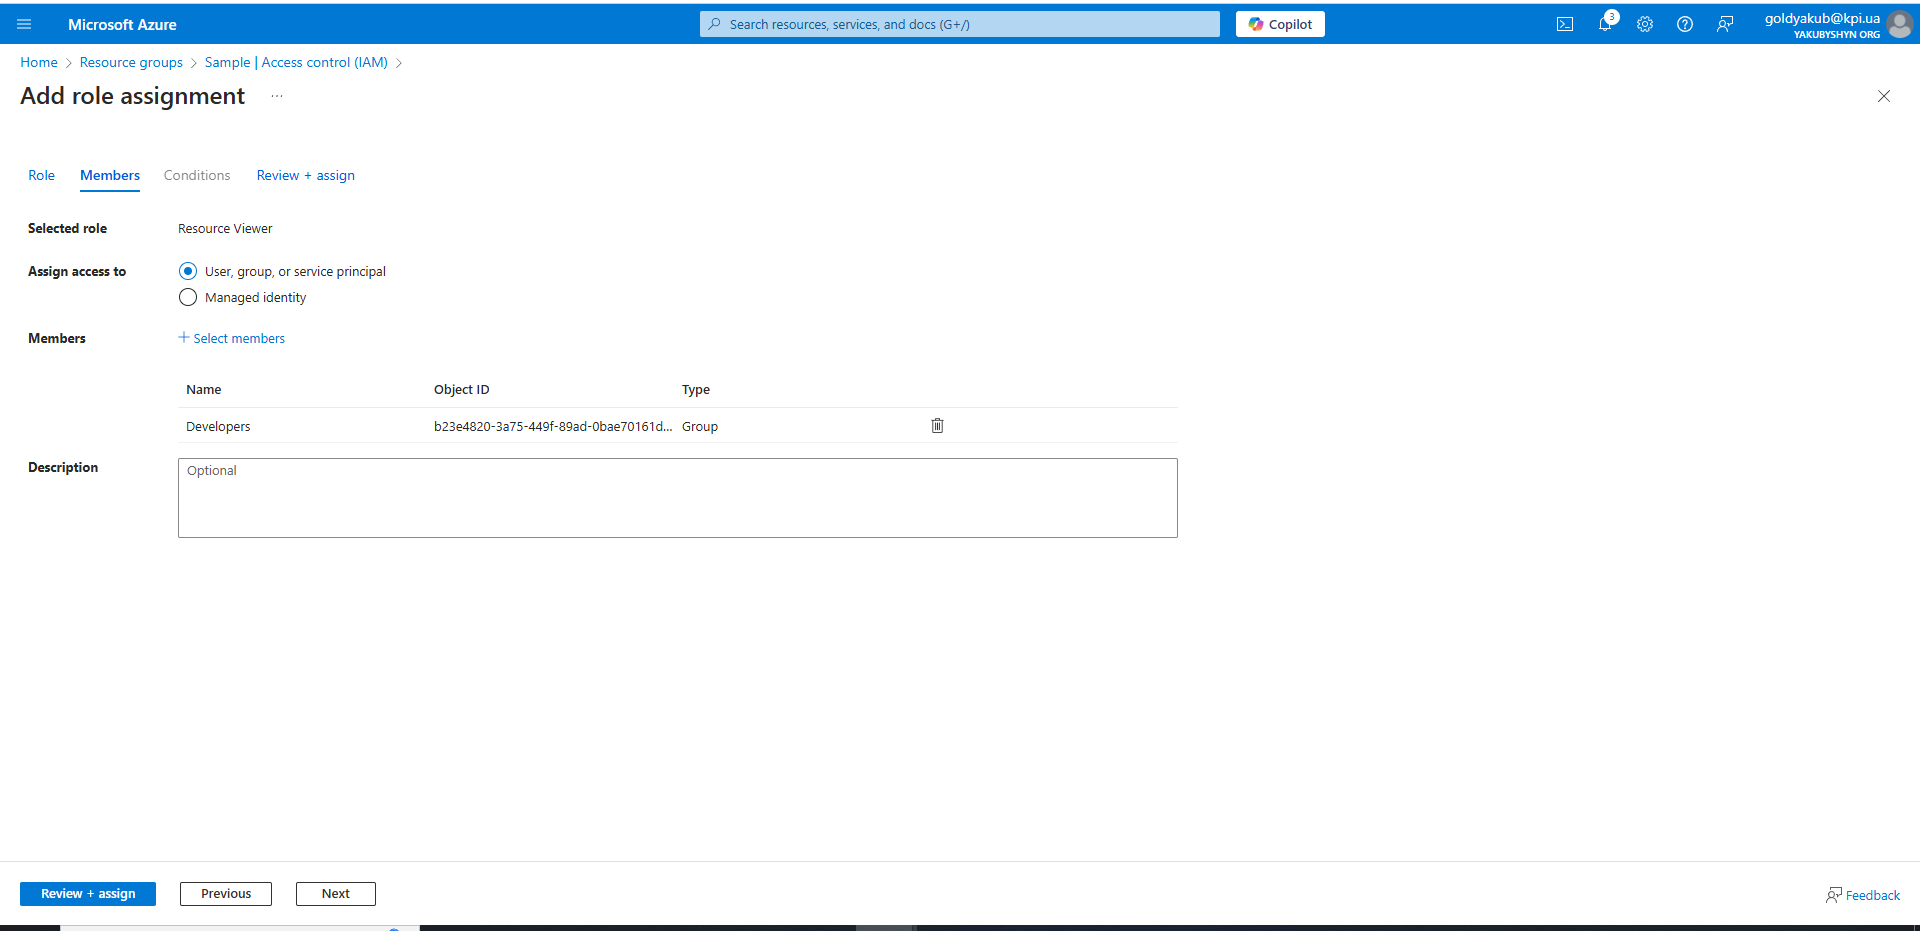 Microsoft Azure
Search resources, services, and docs (G+/)
Copilot
3
goldyakub@kpi.ua
YAKUBYSHYN ORG
Home > Resource groups > Sample | Access control (IAM) >
Add role assignment ...
Role Members Conditions Review + assign
Selected role Resource Viewer
Assign access to User, group, or service principal
Managed identity
Members + Select members
Name Object ID Type
Developers b23e4820-3a75-449f-89ad-0bae70161d... Group
Description Optional
Review + assign Previous Next
Feedback